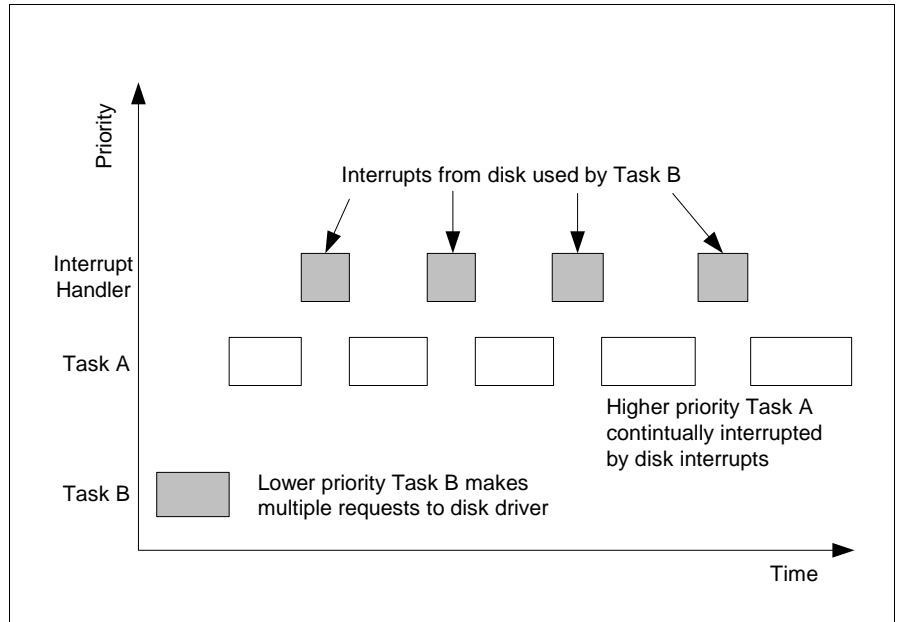 Priority
Interrupts from disk used by Task B
Interrupt
Handler
Task A
Higher priority Task A
contintually interrupted
by disk interrupts
Task B
Lower priority Task B makes
multiple requests to disk driver
Time